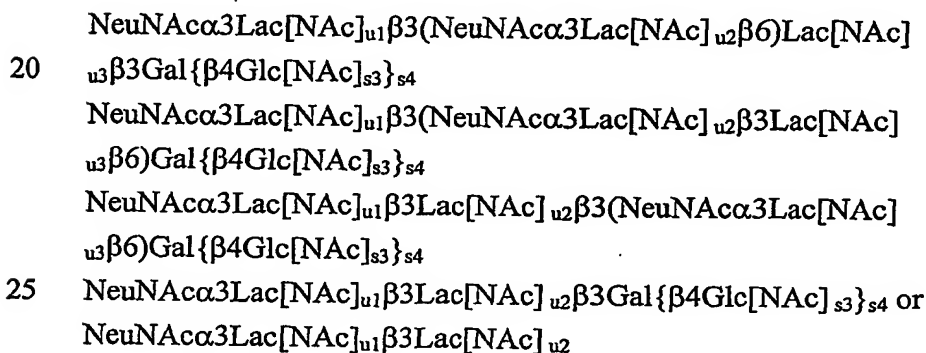 NeuNAcα3Lac[NAc]u1β3(NeuNAcα3Lac[NAc] u2β6)Lac[NAc]
20 u3β3Gal{β4Glc[NAc]s3}s4
NeuNAcα3Lac[NAc]u1β3(NeuNAcα3Lac[NAc] u2β3Lac[NAc]
u3β6)Gal{β4Glc[NAc]s3}s4
NeuNAcα3Lac[NAc]u1β3Lac[NAc] u2β3(NeuNAcα3Lac[NAc]
u3β6)Gal{β4Glc[NAc]s3}s4
25 NeuNAcα3Lac[NAc]u1β3Lac[NAc] u2β3Gal{β4Glc[NAc] s3}s4 or
NeuNAcα3Lac[NAc]u1β3Lac[NAc] u2